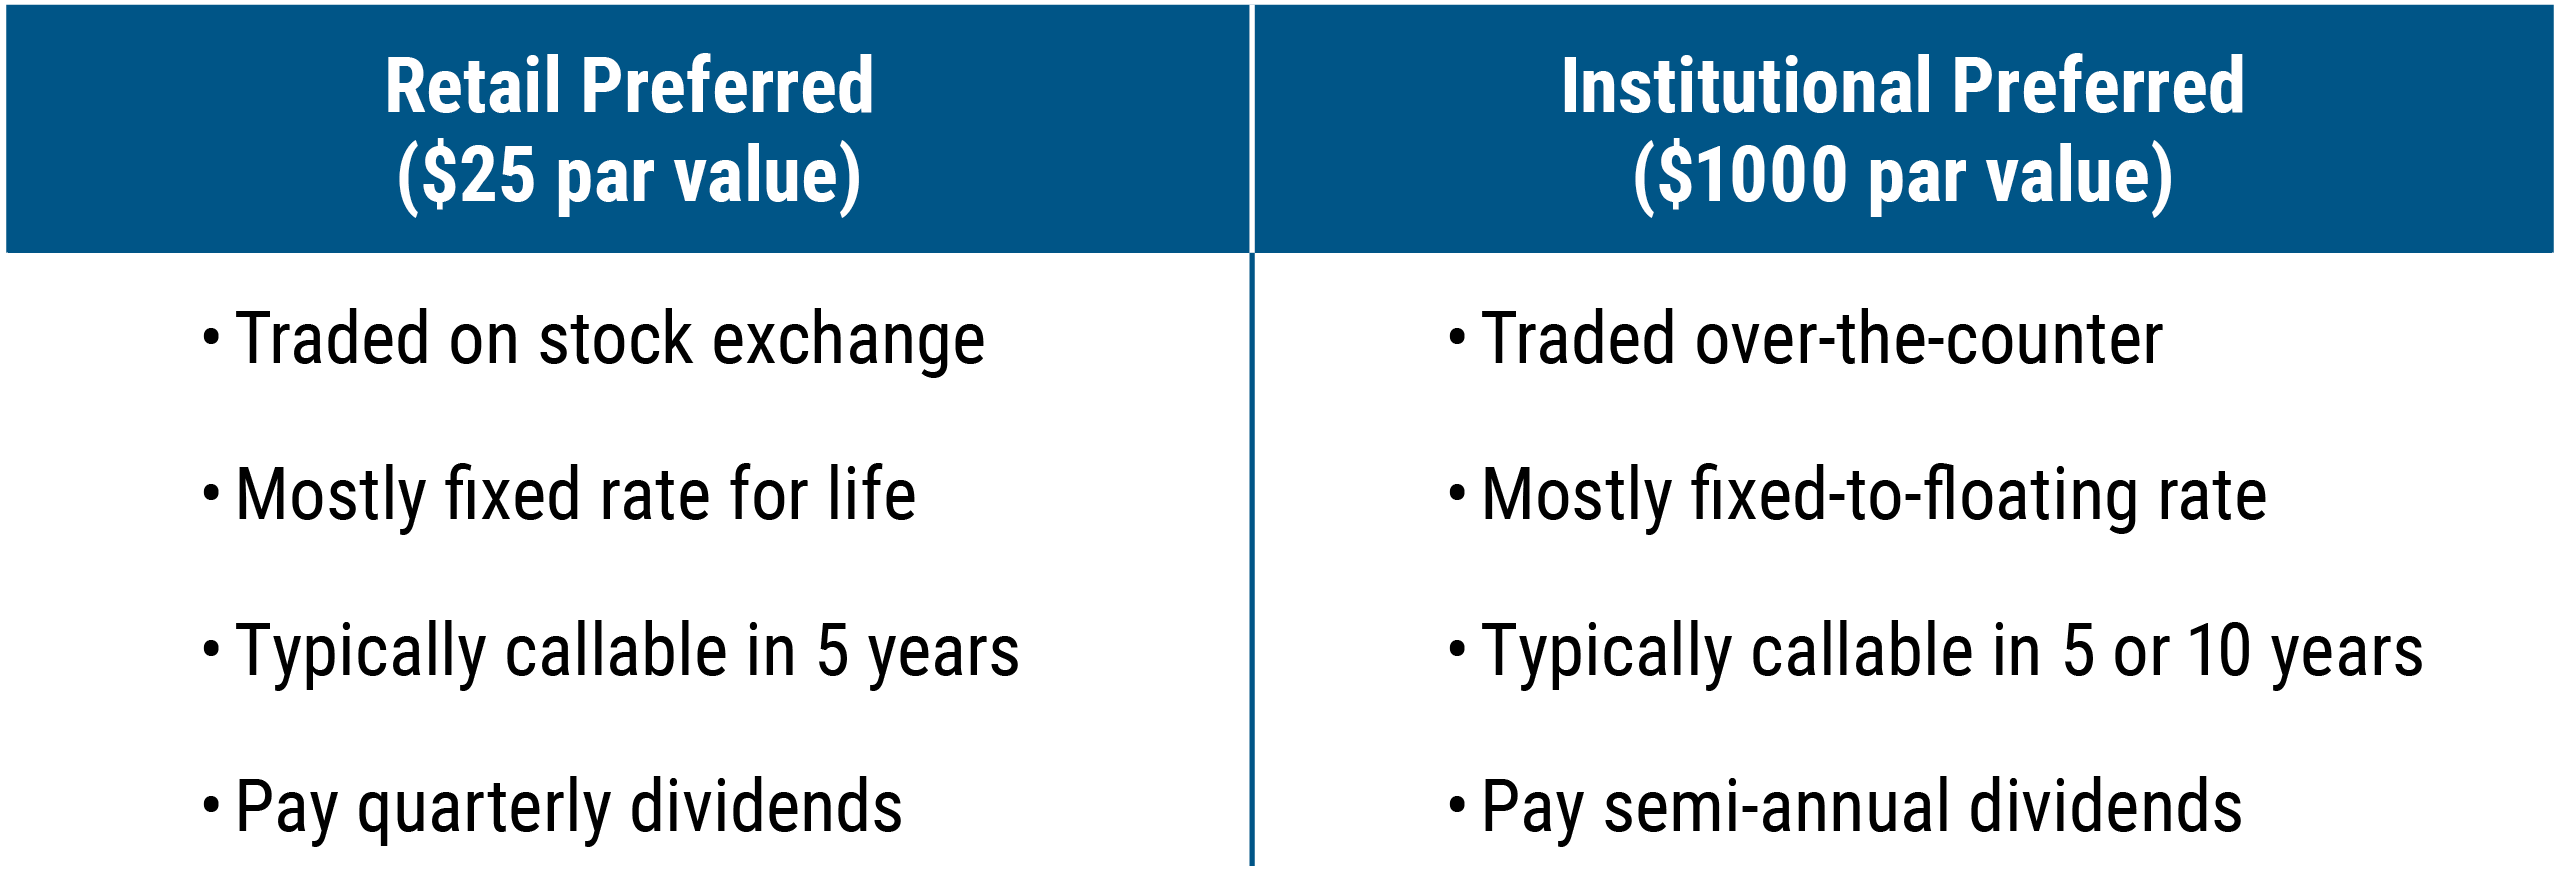 Retail Preferred
($25 par value)
• Traded on stock exchange
• Mostly fixed rate for life
• Typically callable in 5 years
• Pay quarterly dividends
Institutional Preferred
($1000 par value)
• Traded over-the-counter
• Mostly fixed-to-floating rate
• Typically callable in 5 or 10 years
• Pay semi-annual dividends